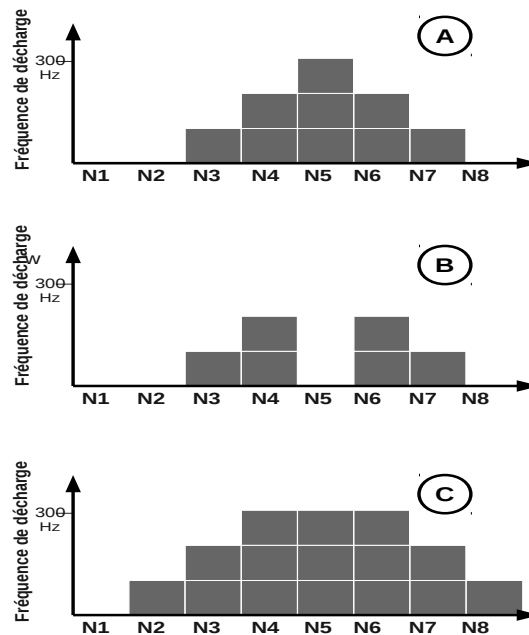 A
Fréquence de décharge
300
Hz
N1 N2 N3 N4 N5 N6 N7 N8
B
Fréquence de décharge
w
300
Hz
N1 N2 N3 N4 N5 N6 N7 N8
C
Fréquence de décharge
300
Hz
N1 N2 N3 N4 N5 N6 N7 N8